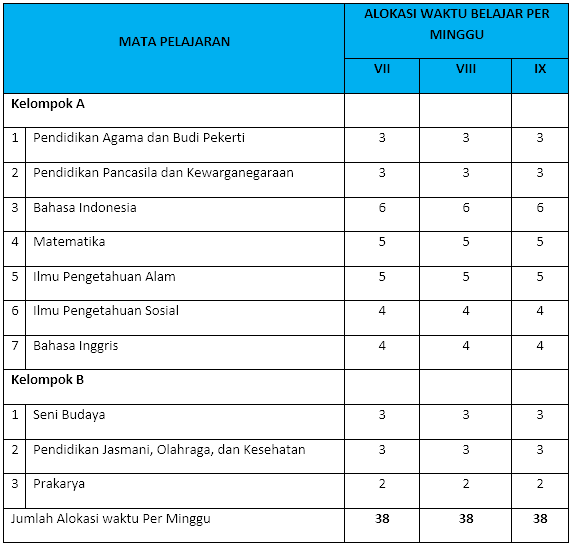 MATA PELAJARAN
ALOKASI WAKTU BELAJAR PER
MINGGU
VII VIII IX
Kelompok A
1 Pendidikan Agama dan Budi Pekerti 3 3 3
2 Pendidikan Pancasila dan Kewarganegaraan 3 3 3
3 Bahasa Indonesia 6 6 6
4 Matematika 5 5 5
5 Ilmu Pengetahuan Alam 5 5 5
6 Ilmu Pengetahuan Sosial 4 4 4
7 Bahasa Inggris 4 4 4
Kelompok B
1 Seni Budaya 3 3 3
2 Pendidikan Jasmani, Olahraga, dan Kesehatan 3 3 3
3 Prakarya 2 2 2
Jumlah Alokasi waktu Per Minggu 38 38 38